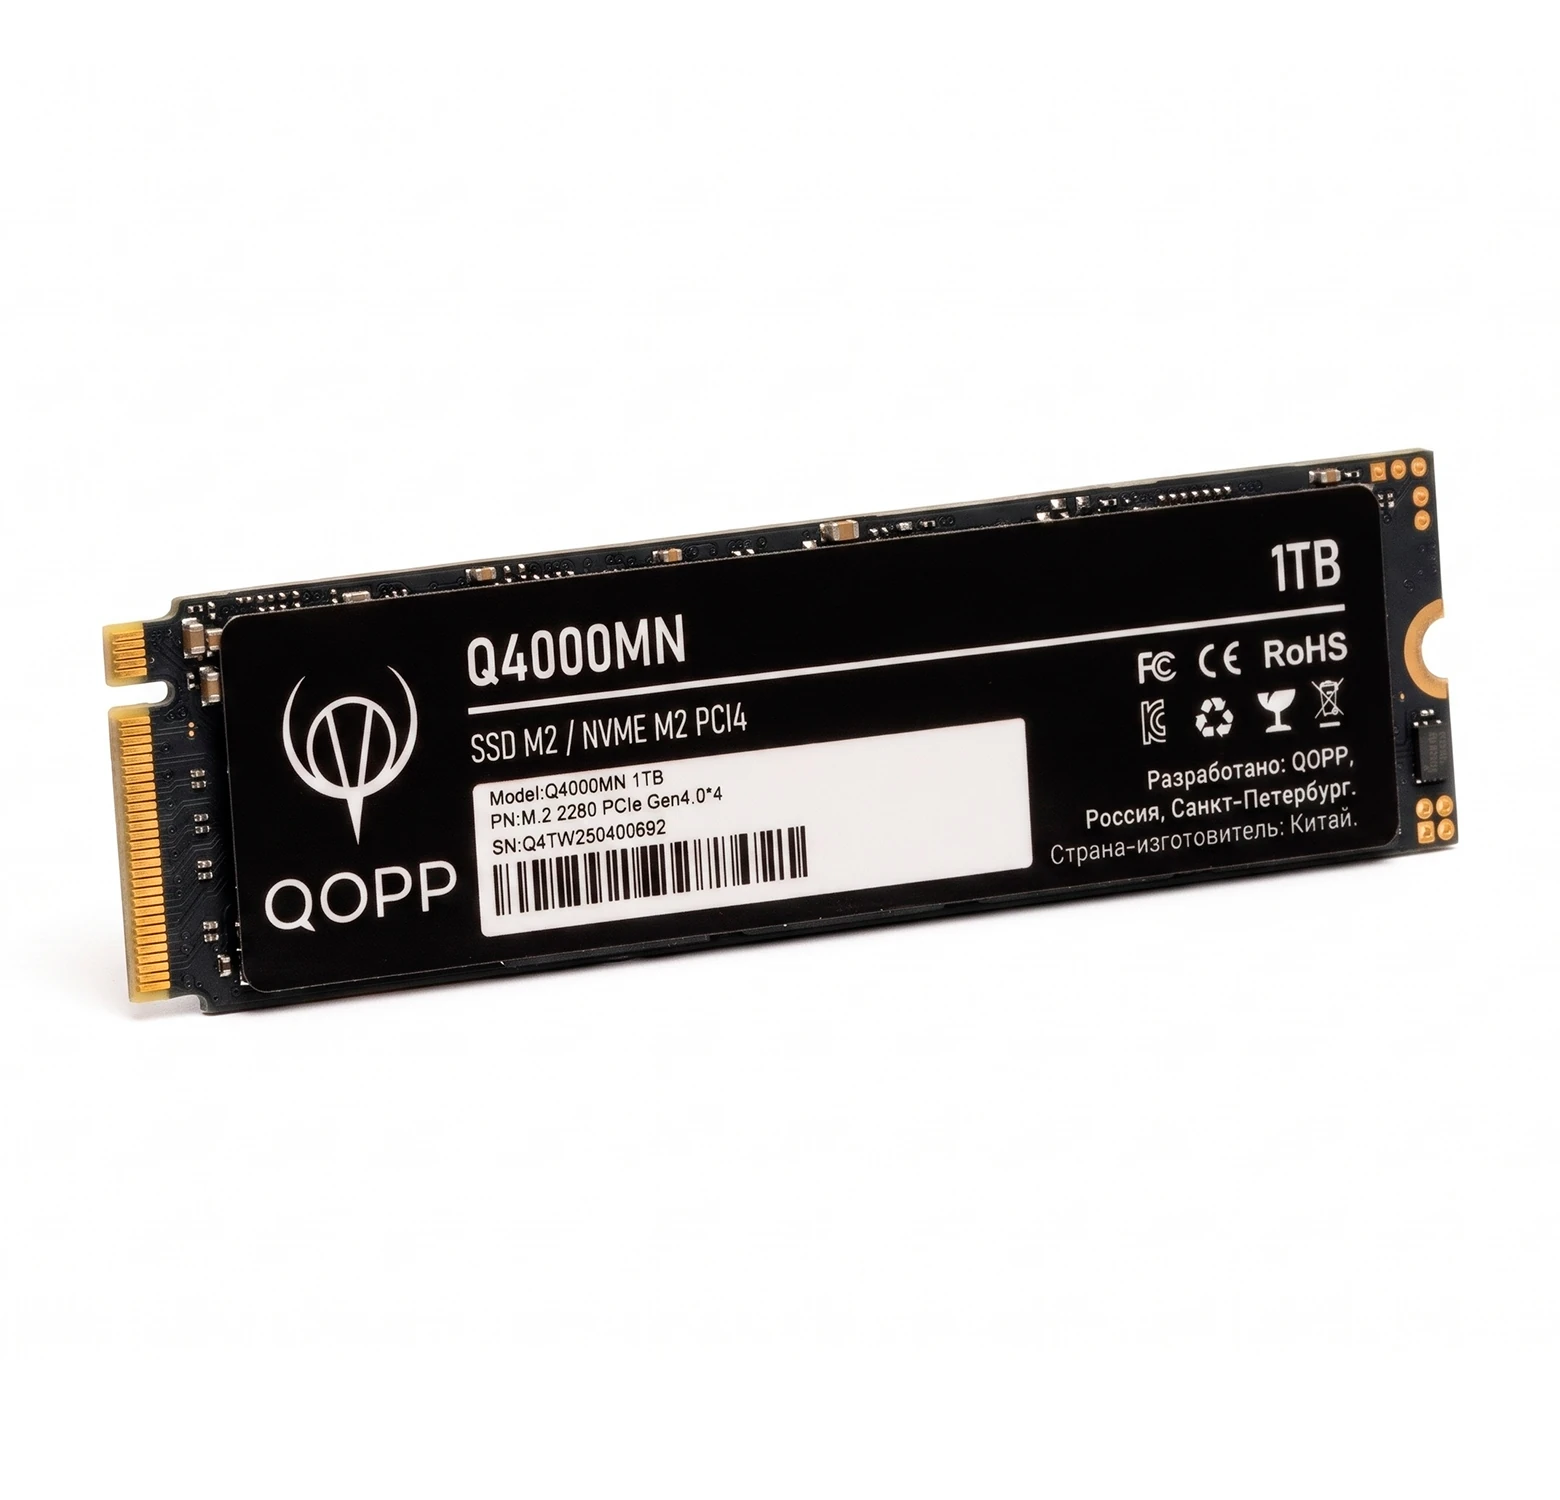 1TB
Q4000MN
SSD M2 / NVME M2 PCI4
FC CE RoHS
Model:Q4000MN 1TB
PN:M.2 2280 PCIe Gen4.0*4
SN:Q4TW250400692
QOPP
Разработано: QOPP,
Россия, Санкт-Петербург.
Страна-изготовитель: Китай.